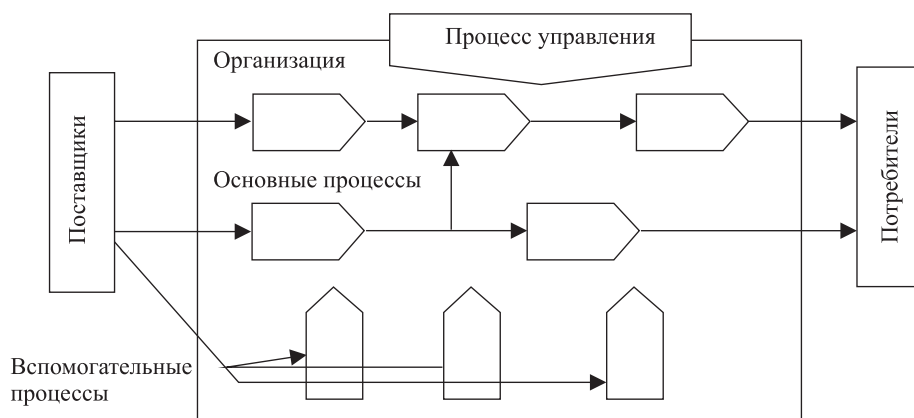 Процесс управления
Организация
Поставщики
Основные процессы
Потребители
Вспомогательные
процессы